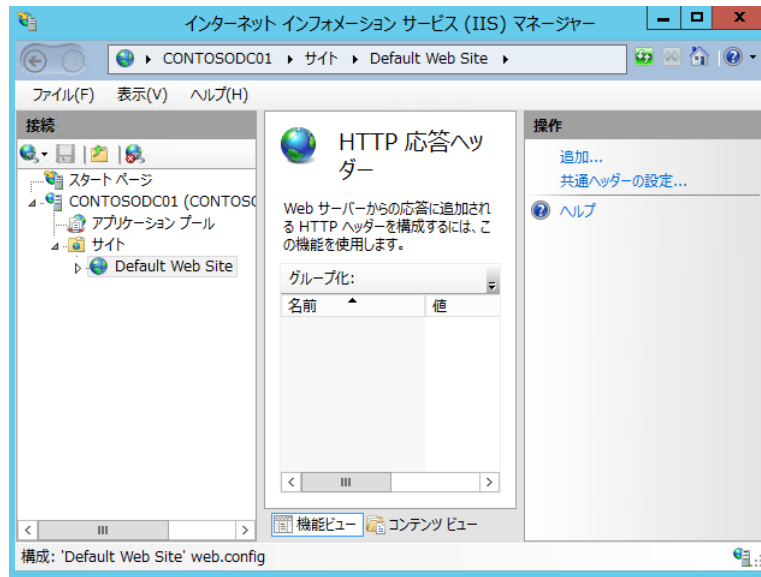 インターネット インフォメーション サービス (IIS) マネージャー
CONTOSODC01 ▸ サイト ▸ Default Web Site ▸
ファイル(F) 表示(V) ヘルプ(H)
接続
スタート ページ
CONTOSODC01 (CONTOSO
アプリケーション プール
サイト
Default Web Site
HTTP 応答ヘッ
ダー
Web サーバーからの応答に追加され
る HTTP ヘッダーを構成するには、こ
の機能を使用します。
グループ化:
名前 値
機能ビュー コンテンツ ビュー
操作
追加...
共通ヘッダーの設定...
ヘルプ
構成: 'Default Web Site' web.config